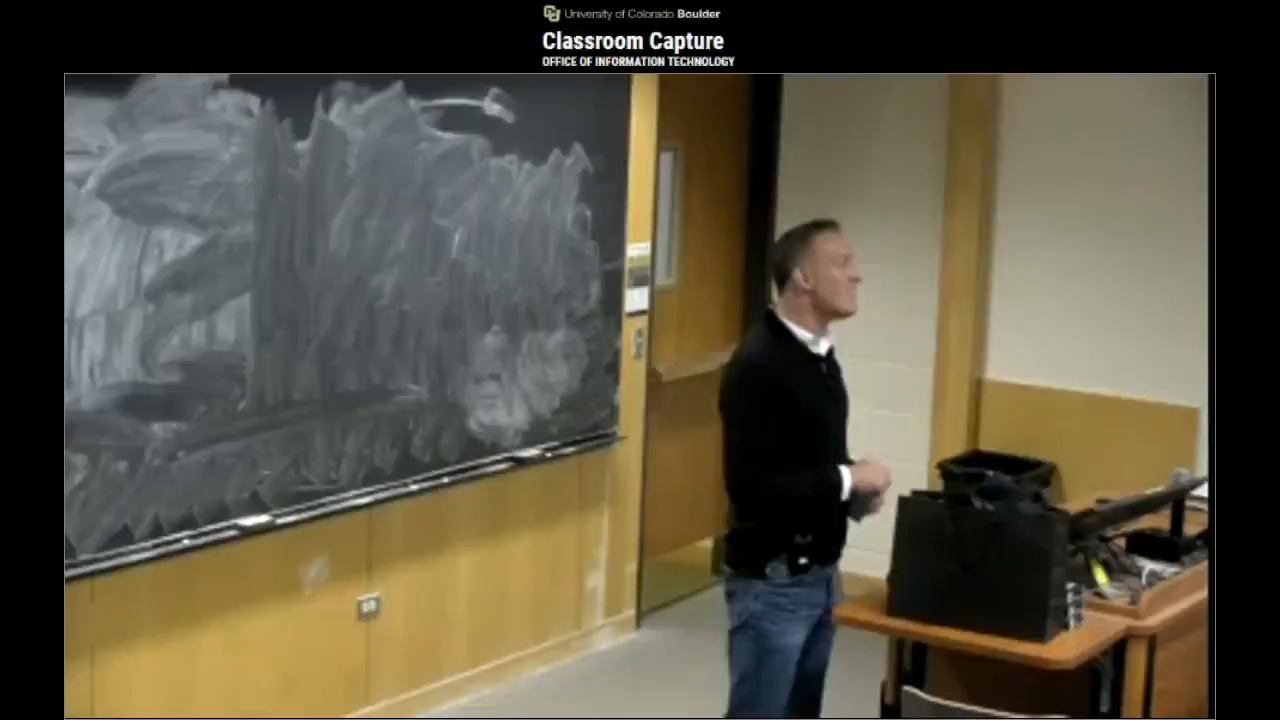 University of Colorado Boulder
Classroom Capture
OFFICE OF INFORMATION TECHNOLOGY